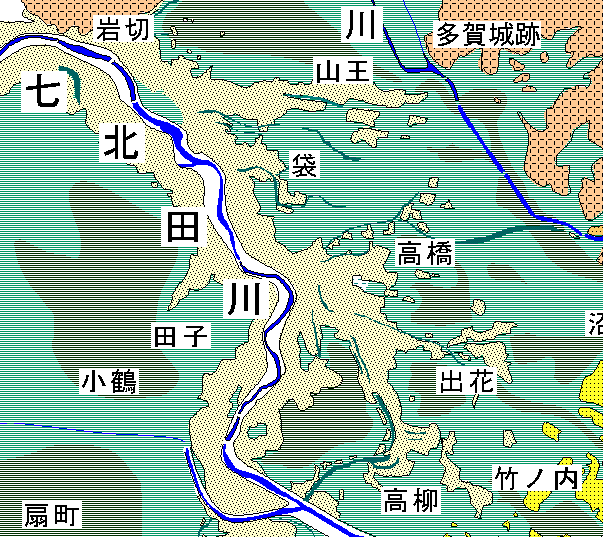 岩切
川
多賀城跡
山王
七
北
田
川
袋
高橋
田子
沼
小鶴
出花
竹ノ内
高柳
扇町